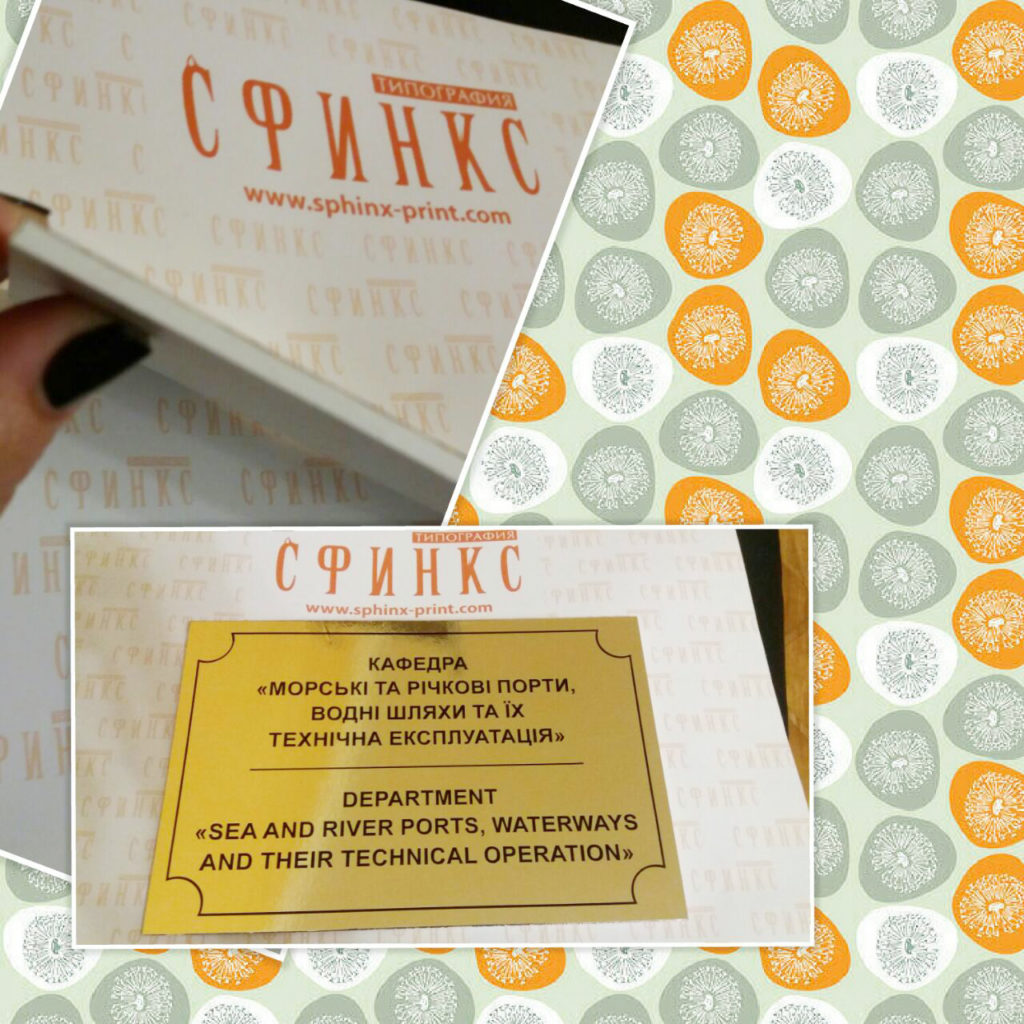 ТИПОГРАФИЯ
СФИНКС
www.sphinx-print.com
ТИПОГРАФИЯ
СФИНКС
www.sphinx-print.com
КАФЕДРА
«МОРСЬКІ ТА РІЧКОВІ ПОРТИ,
ВОДНІ ШЛЯХИ ТА ЇХ
ТЕХНІЧНА ЕКСПЛУАТАЦІЯ»
DEPARTMENT
«SEA AND RIVER PORTS, WATERWAYS
AND THEIR TECHNICAL OPERATION»